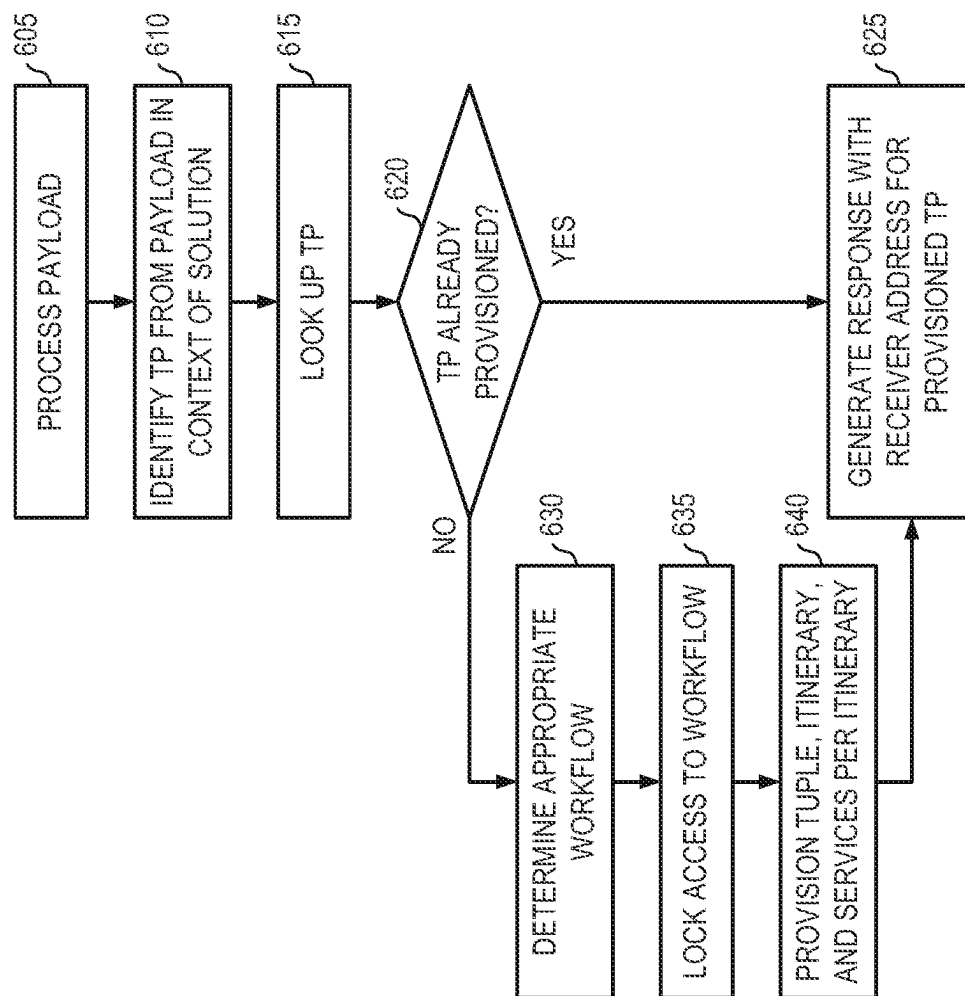 605
PROCESS PAYLOAD
610
IDENTIFY TP FROM PAYLOAD IN
CONTEXT OF SOLUTION
615
LOOK UP TP
620
TP ALREADY
PROVISIONED?
NO
YES
630
DETERMINE APPROPRIATE
WORKFLOW
635
LOCK ACCESS TO WORKFLOW
640
PROVISION TUPLE, ITINERARY,
AND SERVICES PER ITINERARY
625
GENERATE RESPONSE WITH
RECEIVER ADDRESS FOR
PROVISIONED TP